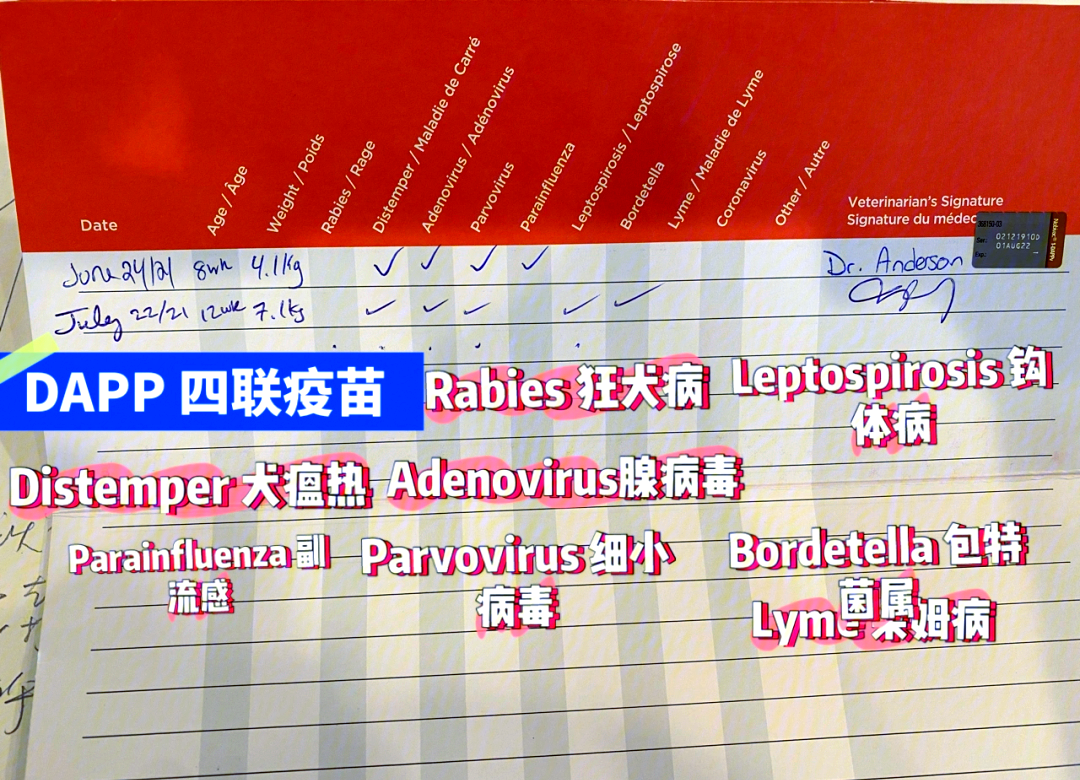 Date
Age / Âge
Weight / Poids
Rabies / Rage
Distemper / Maladie de Carré
Adenovirus / Adénovirus
Parvovirus
Parainfluenza
Leptospirosis / Leptospirose
Bordetella
Lyme / Maladie de Lyme
Coronavirus
Other / Autre
Veterinarian's Signature
Signature du médec
Ser: 02121910D
Exp: 01AUG22
June 24/21 8wk 4.1kg ✓ ✓ ✓ ✓ Dr. Anderson
July 22/21 12wk 7.1kg ✓ ✓ ✓ ✓ ✓
DAPP 四联疫苗
Rabies 狂犬病
Leptospirosis 钩
体病
Distemper 犬瘟热
Adenovirus腺病毒
Parainfluenza 副
流感
Parvovirus 细小
病毒
Bordetella 包特
菌属
Lyme 莱姆病